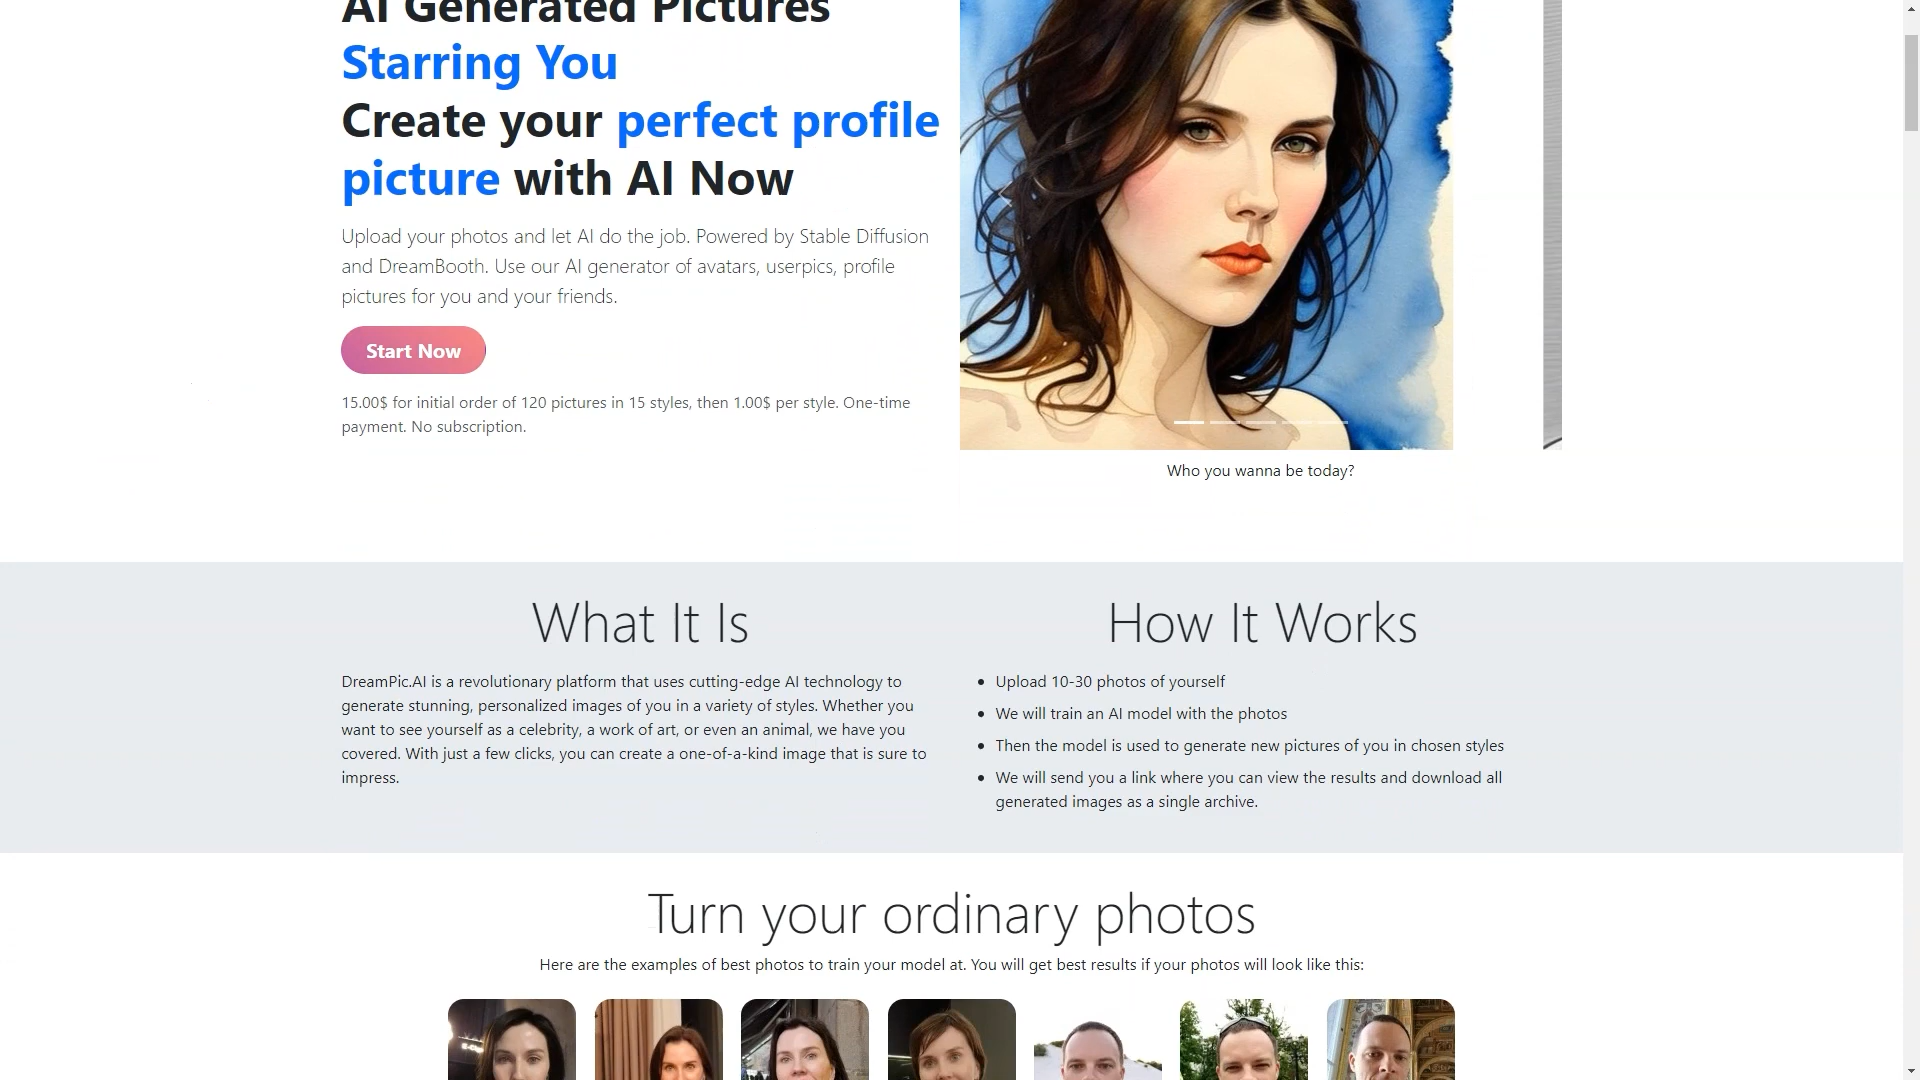 AI Generated Pictures
Starring You
Create your perfect profile
picture with AI Now
Upload your photos and let AI do the job. Powered by Stable Diffusion
and DreamBooth. Use our AI generator of avatars, userpics, profile
pictures for you and your friends.
Start Now
15.00$ for initial order of 120 pictures in 15 styles, then 1.00$ per style. One-time
payment. No subscription.
Who you wanna be today?
What It Is
DreamPic.AI is a revolutionary platform that uses cutting-edge AI technology to
generate stunning, personalized images of you in a variety of styles. Whether you
want to see yourself as a celebrity, a work of art, or even an animal, we have you
covered. With just a few clicks, you can create a one-of-a-kind image that is sure to
impress.
How It Works
Upload 10-30 photos of yourself
We will train an AI model with the photos
Then the model is used to generate new pictures of you in chosen styles
We will send you a link where you can view the results and download all
generated images as a single archive.
Turn your ordinary photos
Here are the examples of best photos to train your model at. You will get best results if your photos will look like this: